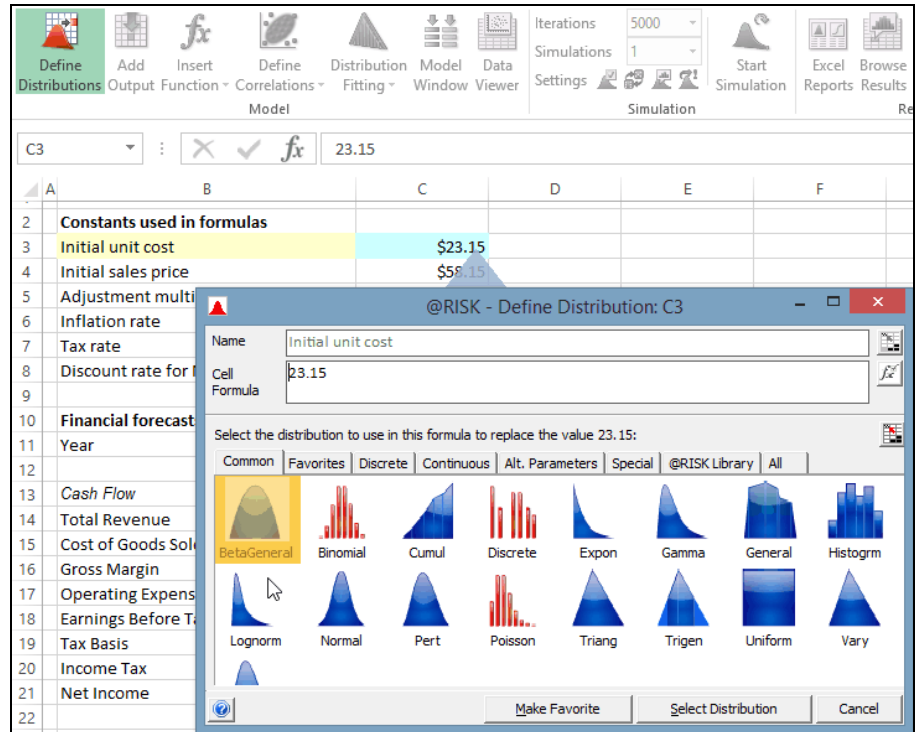 Iterations 5000
Simulations 1
Settings
Define Distributions
Add Output
Insert Function
Define Correlations
Distribution Fitting
Model Window
Data Viewer
Start Simulation
Excel Reports
Browse Results
Model
Simulation
Re
C3 fx 23.15
A B C D E F
2 Constants used in formulas
3 Initial unit cost $23.15
4 Initial sales price $58.15
5 Adjustment multi
6 Inflation rate
7 Tax rate
8 Discount rate for
9
10 Financial forecast
11 Year
12
13 Cash Flow
14 Total Revenue
15 Cost of Goods Sol
16 Gross Margin
17 Operating Expens
18 Earnings Before Ta
19 Tax Basis
20 Income Tax
21 Net Income
22
@RISK - Define Distribution: C3
Name Initial unit cost
Cell Formula 23.15
Select the distribution to use in this formula to replace the value 23.15:
Common Favorites Discrete Continuous Alt. Parameters Special @RISK Library All
BetaGeneral Binomial Cumul Discrete Expon Gamma General Histogrm
Lognorm Normal Pert Poisson Triang Trigen Uniform Vary
Make Favorite Select Distribution Cancel